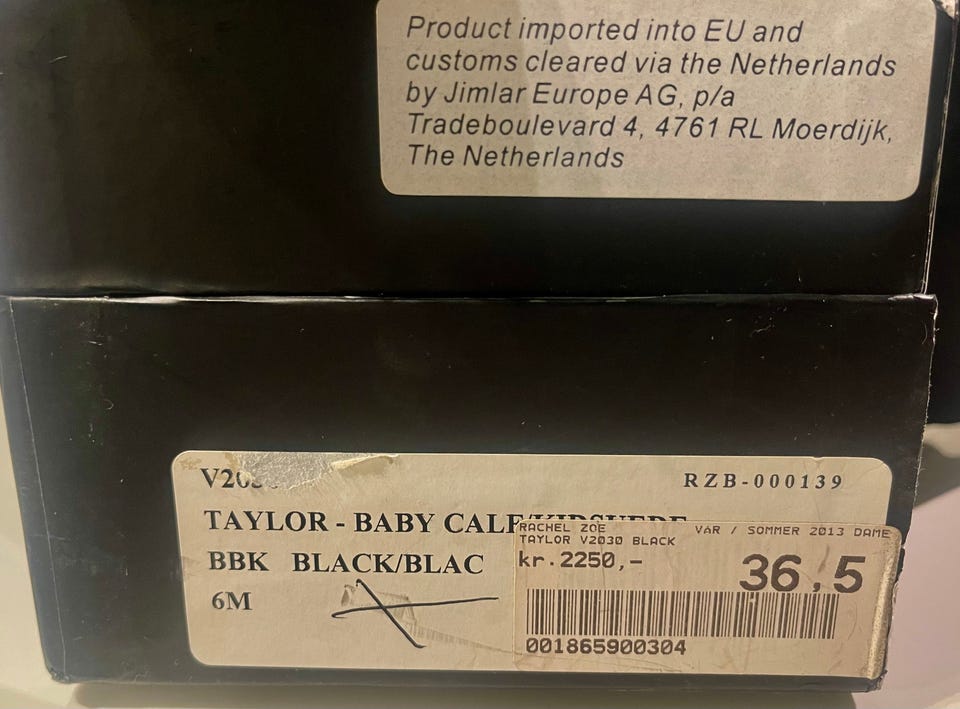 Product imported into EU and
customs cleared via the Netherlands
by Jimlar Europe AG, p/a
Tradeboulevard 4, 4761 RL Moerdijk,
The Netherlands
RZB-000139
TAYLOR - BABY CALF/KIDSUEDE
BBK BLACK/BLAC
6M
RACHEL ZOE VÅR / SOMMER 2013 DAME
TAYLOR V2030 BLACK
kr.2250,-
36,5
001865900304